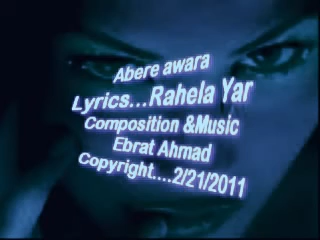 Abere awara
Lyrics...Rahela Yar
Composition &Music
Ebrat Ahmad
Copyright....2/21/2011